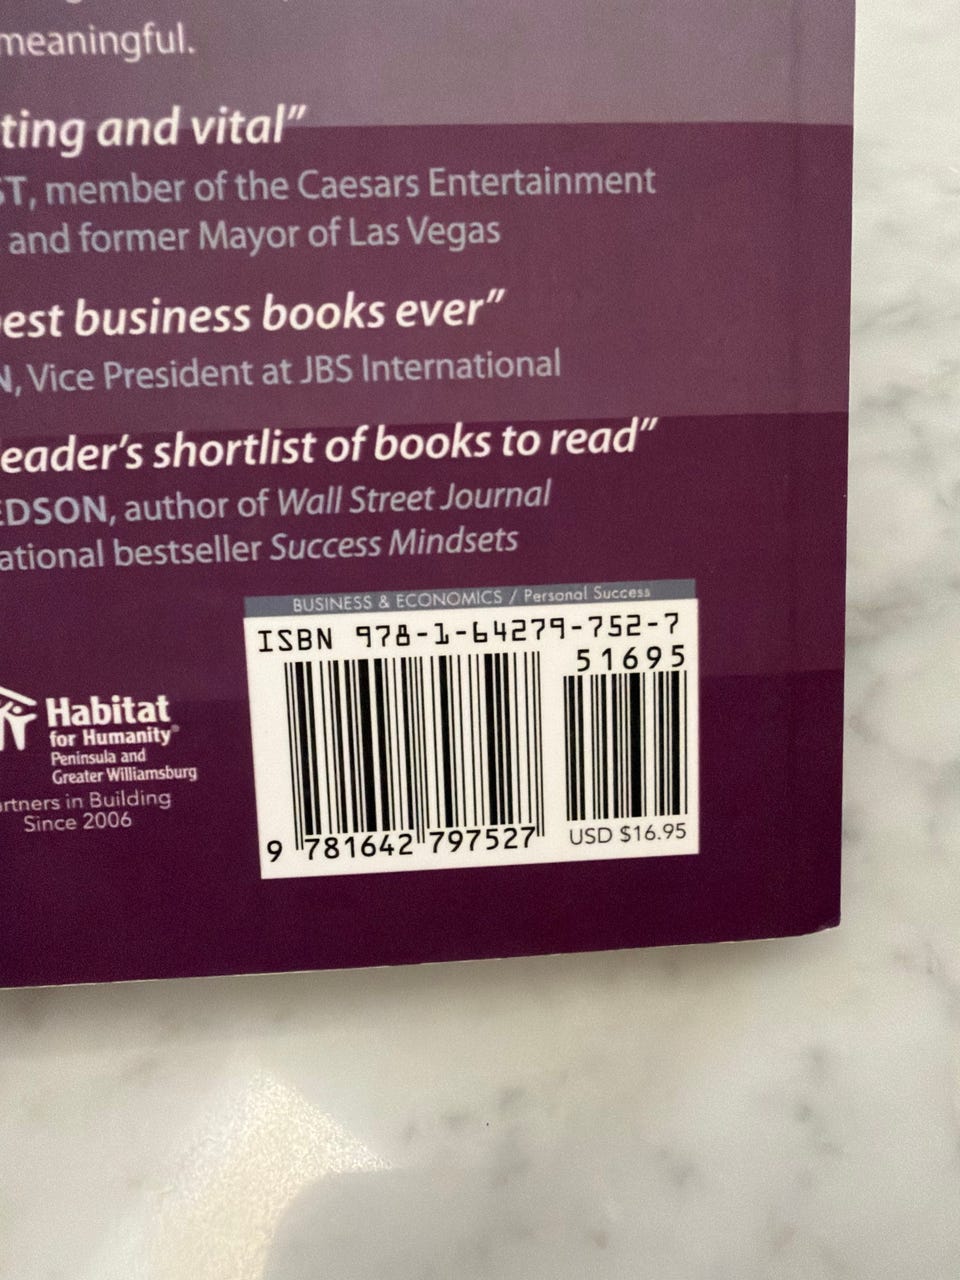 meaningful.
ting and vital”
ST, member of the Caesars Entertainment
and former Mayor of Las Vegas
est business books ever”
N, Vice President at JBS International
eader’s shortlist of books to read”
EDSON, author of Wall Street Journal
ational bestseller Success Mindsets
BUSINESS & ECONOMICS / Personal Success
ISBN 978-1-64279-752-7
51695
9 781642 797527
USD $16.95
Habitat
for Humanity®
Peninsula and
Greater Williamsburg
artners in Building
Since 2006